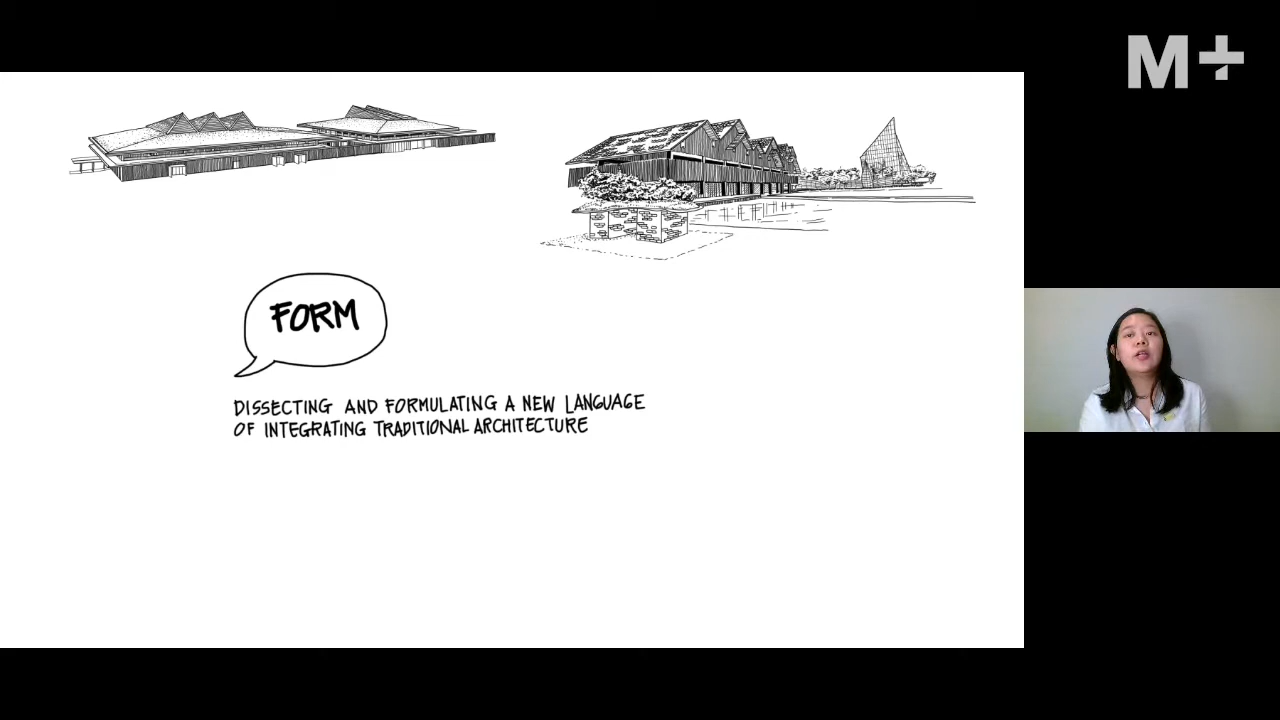 M+
FORM
DISSECTING AND FORMULATING A NEW LANGUAGE
OF INTEGRATING TRADITIONAL ARCHITECTURE